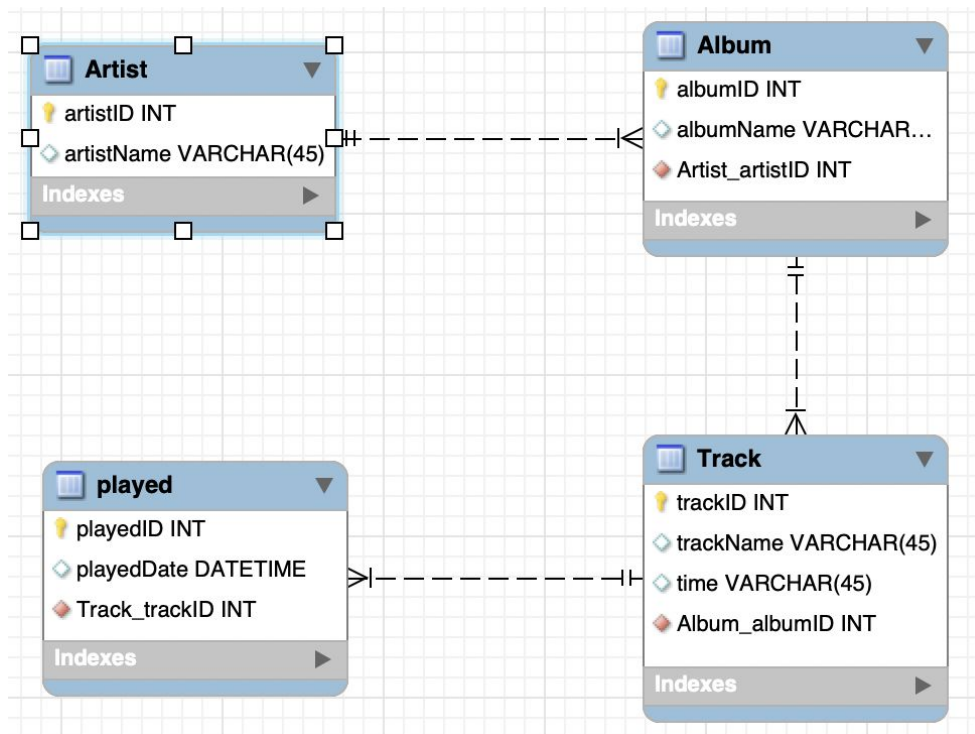 Artist
artistID INT
artistName VARCHAR(45)
Indexes
Album
albumID INT
albumName VARCHAR...
Artist_artistID INT
Indexes
played
playedID INT
playedDate DATETIME
Track_trackID INT
Indexes
Track
trackID INT
trackName VARCHAR(45)
time VARCHAR(45)
Album_albumID INT
Indexes